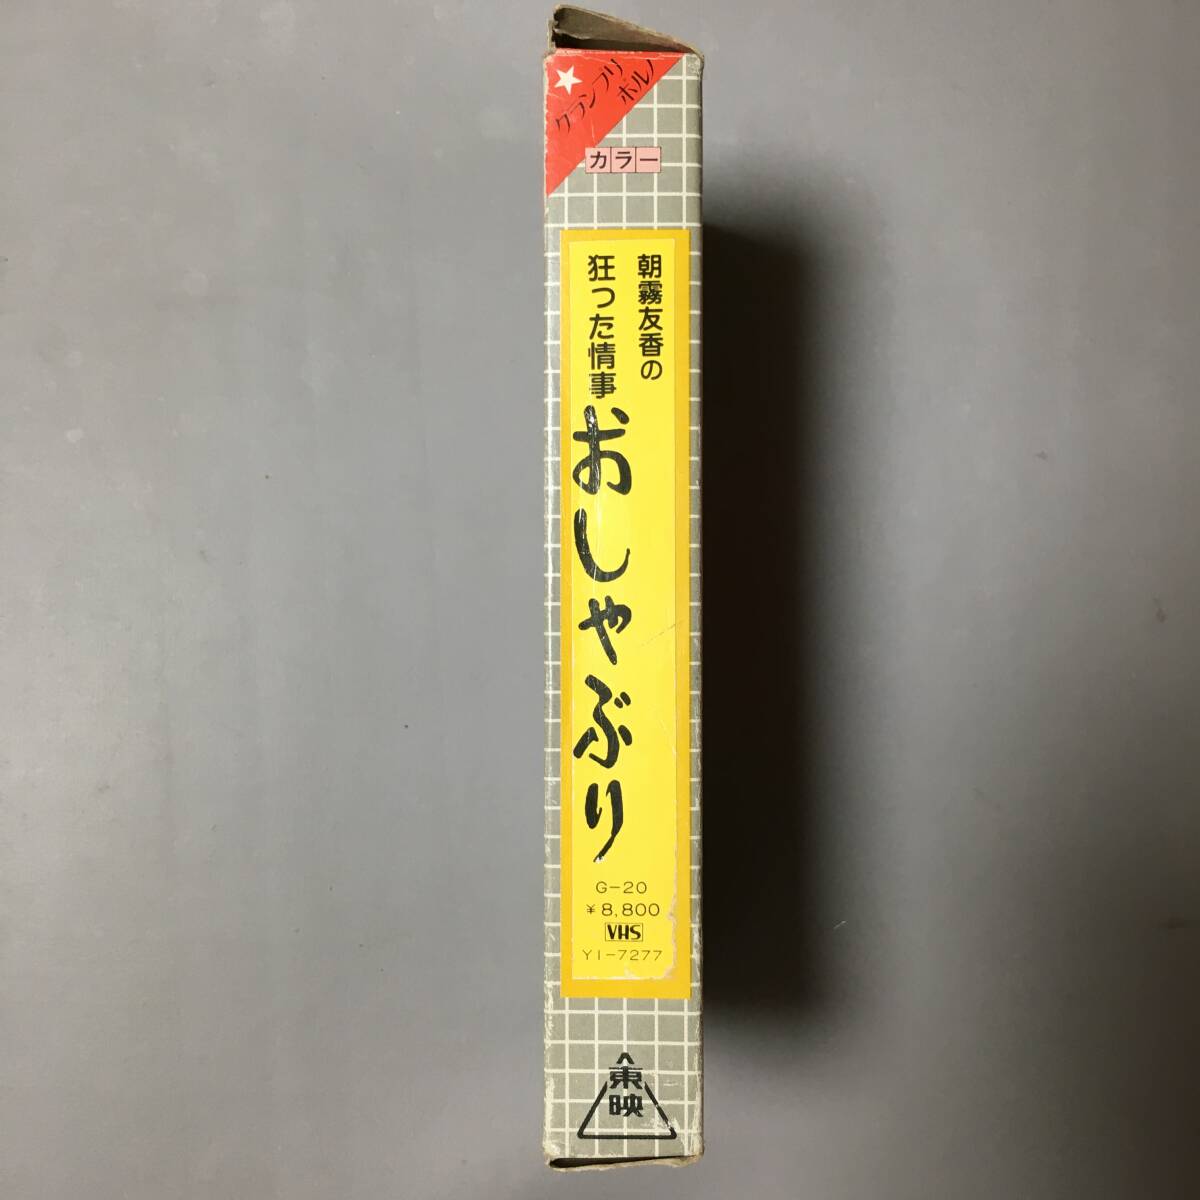 グランプリ
ポルノ
カラー
朝霧友香の
狂った情事
おしゃぶり
G-20
¥8,800
VHS
YI-7277
東映